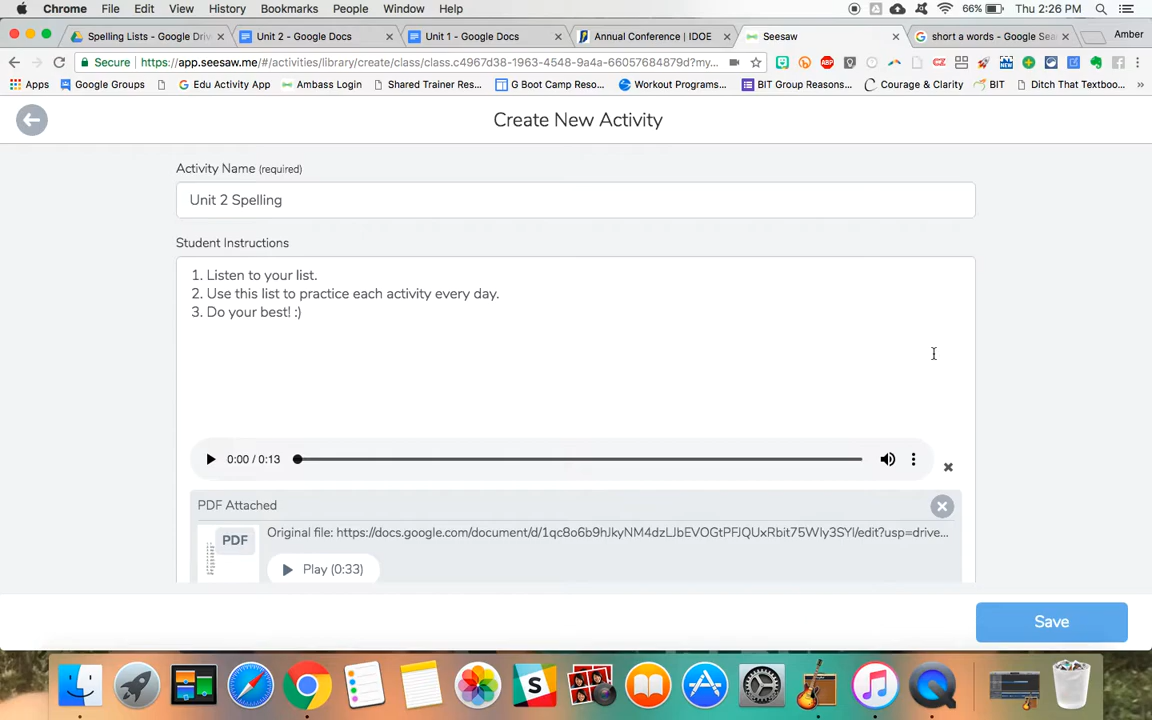 Chrome File Edit View History Bookmarks People Window Help 66% Thu 2:26 PM
Spelling Lists - Google Driv Unit 2 - Google Docs Unit 1 - Google Docs Annual Conference | IDOE Seesaw short a words - Google Sea Amber
Secure https://app.seesaw.me/#/activities/library/create/class/class.c4967d38-1963-4548-9a4a-66057684879d?my...
Apps Google Groups Edu Activity App Ambass Login Shared Trainer Res... G Boot Camp Reso... Workout Programs... BIT Group Reasons... Courage & Clarity BIT Ditch That Textboo... »
Create New Activity
Activity Name (required)
Unit 2 Spelling
Student Instructions
1. Listen to your list.
2. Use this list to practice each activity every day.
3. Do your best! :)
0:00 / 0:13
PDF Attached
Original file: https://docs.google.com/document/d/1qc8o6b9hJkyNM4dzLJbEVOGtPFJQUxRbit75Wly3SYI/edit?usp=drive...
PDF
Play (0:33)
Save